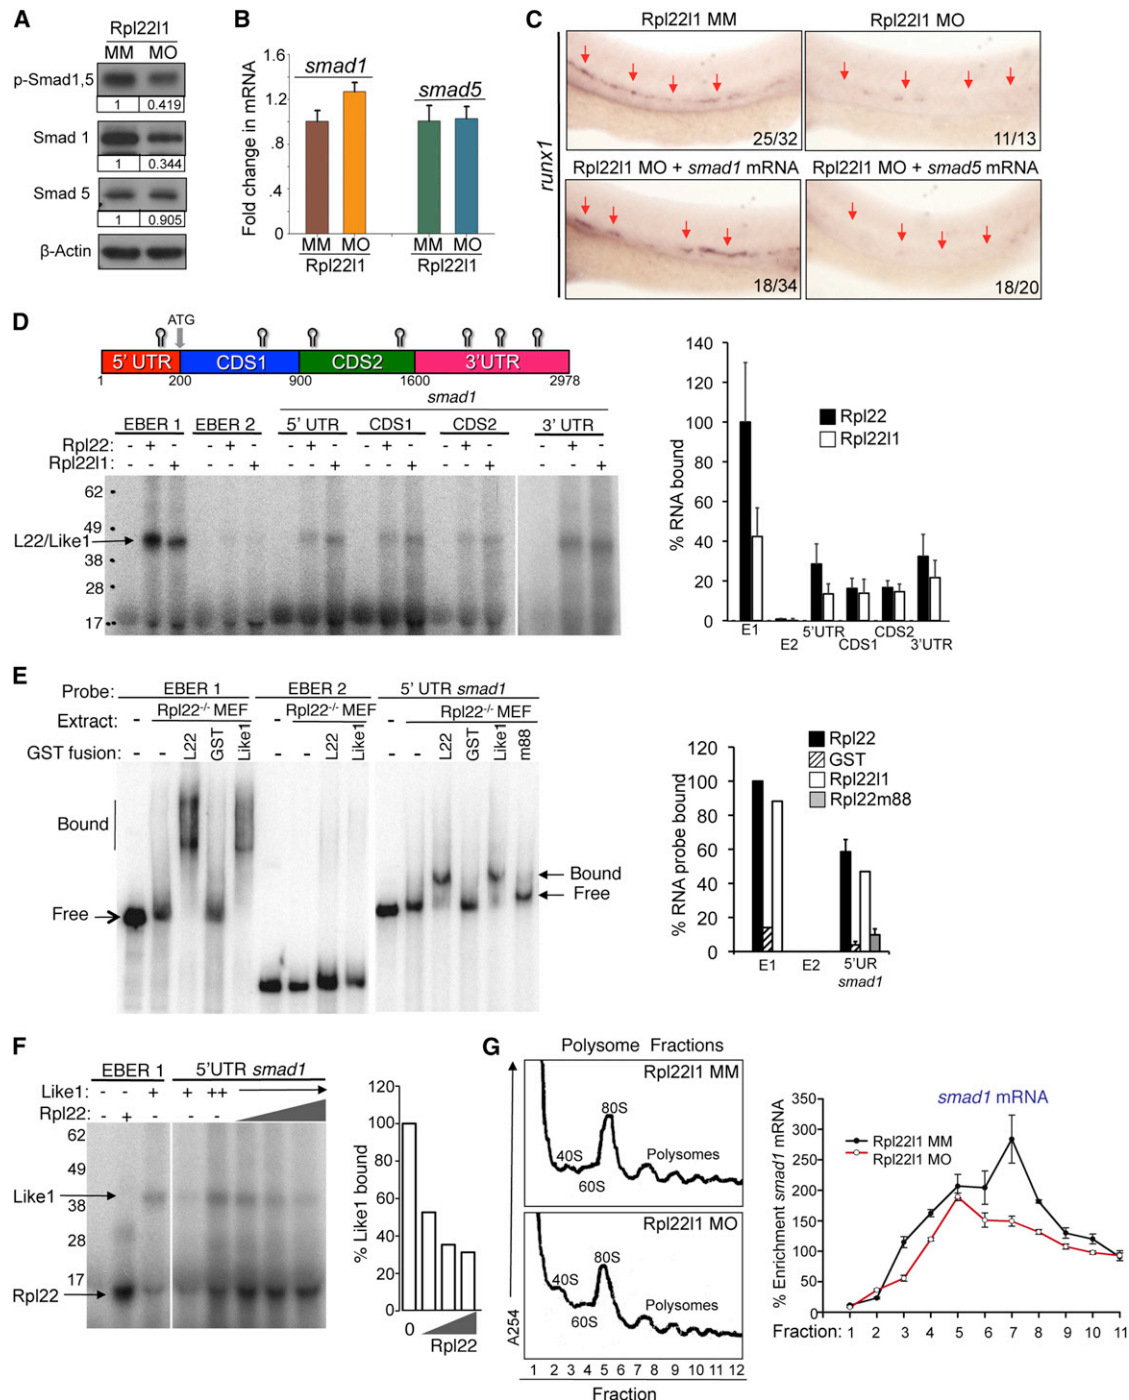 A
Rpl22l1
MM MO
p-Smad1,5
1 0.419
Smad 1
1 0.344
Smad 5
1 0.905
β-Actin
B
Fold change in mRNA
1.6
1.2
.8
.4
0
smad1
smad5
MM MO MM MO
Rpl22l1 Rpl22l1
C
runx1
Rpl22l1 MM
25/32
Rpl22l1 MO
11/13
Rpl22l1 MO + smad1 mRNA
18/34
Rpl22l1 MO + smad5 mRNA
18/20
D
ATG
5' UTR CDS1 CDS2 3'UTR
1 200 900 1600 2978
smad1
EBER 1 EBER 2 5' UTR CDS1 CDS2 3' UTR
Rpl22: - + - - + - - + - - + - - + - - + -
Rpl22l1: - - + - - + - - + - - + - - + - - +
62
49
L22/Like1
38
28
17
% RNA bound
140
120
100
80
60
40
20
0
Rpl22
Rpl22l1
E1 E2 5'UTR CDS1 CDS2 3'UTR
E
Probe: EBER 1 EBER 2 5' UTR smad1
Extract: - Rpl22-/- MEF - Rpl22-/- MEF - Rpl22-/- MEF
GST fusion: - - L22 GST Like1 - - L22 Like1 - - L22 GST Like1 m88
Bound
Free
Bound
Free
% RNA probe bound
120
100
80
60
40
20
0
Rpl22
GST
Rpl22l1
Rpl22m88
E1 E2 5'UR
smad1
F
EBER 1 5'UTR smad1
Like1: - + + ++
Rpl22: + - - -
62
49
Like1
38
28
17
Rpl22
% Like1 bound
120
100
80
60
40
20
0
0
Rpl22
G
Polysome Fractions
A254
Rpl22l1 MM
40S
60S
80S
Polysomes
Rpl22l1 MO
40S
60S
80S
Polysomes
1 2 3 4 5 6 7 8 9 10 11 12
Fraction
smad1 mRNA
% Enrichment smad1 mRNA
350
300
250
200
150
100
50
0
Rpl22l1 MM
Rpl22l1 MO
Fraction: 1 2 3 4 5 6 7 8 9 10 11